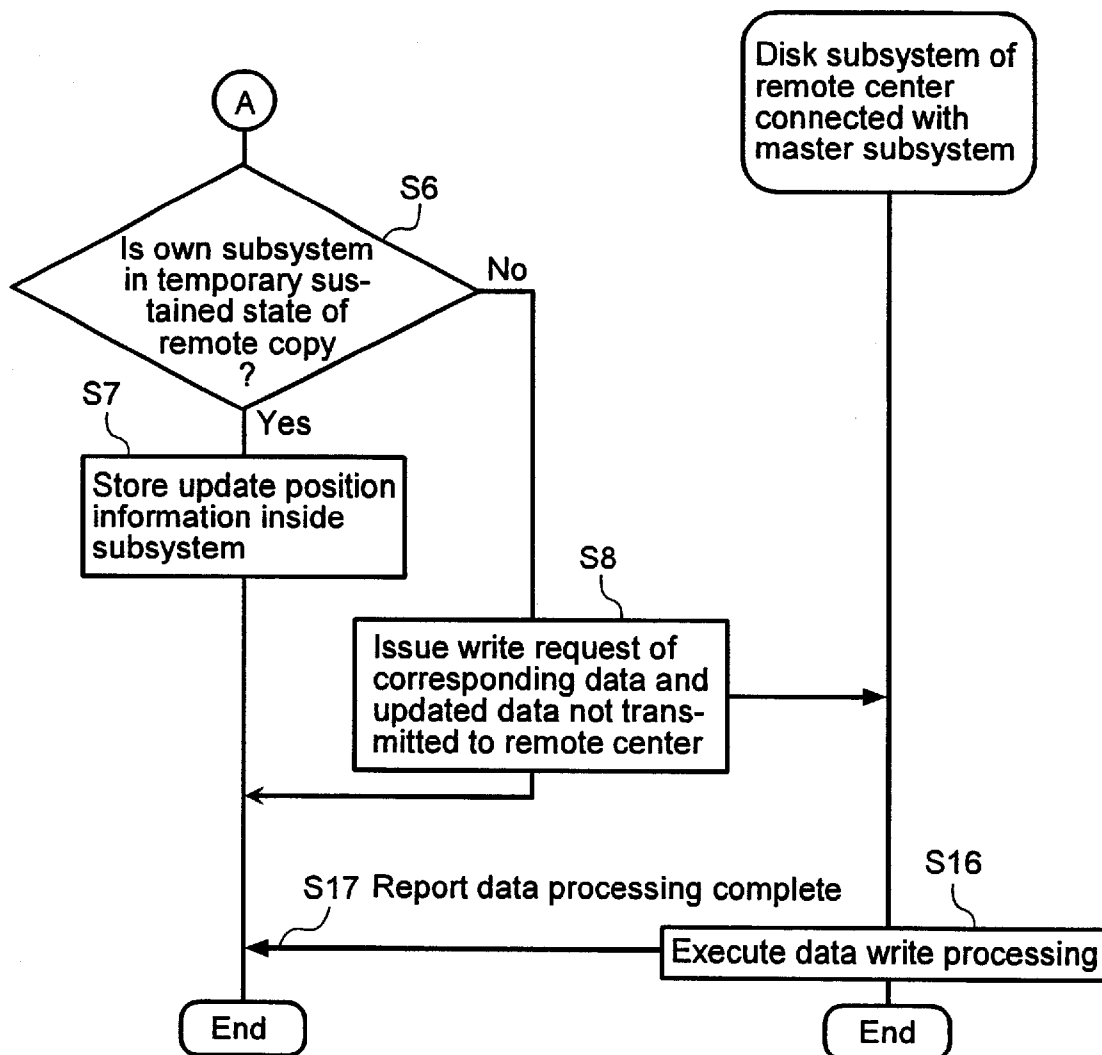 Disk subsystem of
remote center
connected with
master subsystem
A
S6
Is own subsystem
in temporary sus-
tained state of
remote copy
?
No
S7
Yes
Store update position
information inside
subsystem
S8
Issue write request of
corresponding data and
updated data not trans-
mitted to remote center
S16
S17 Report data processing complete
Execute data write processing
End
End